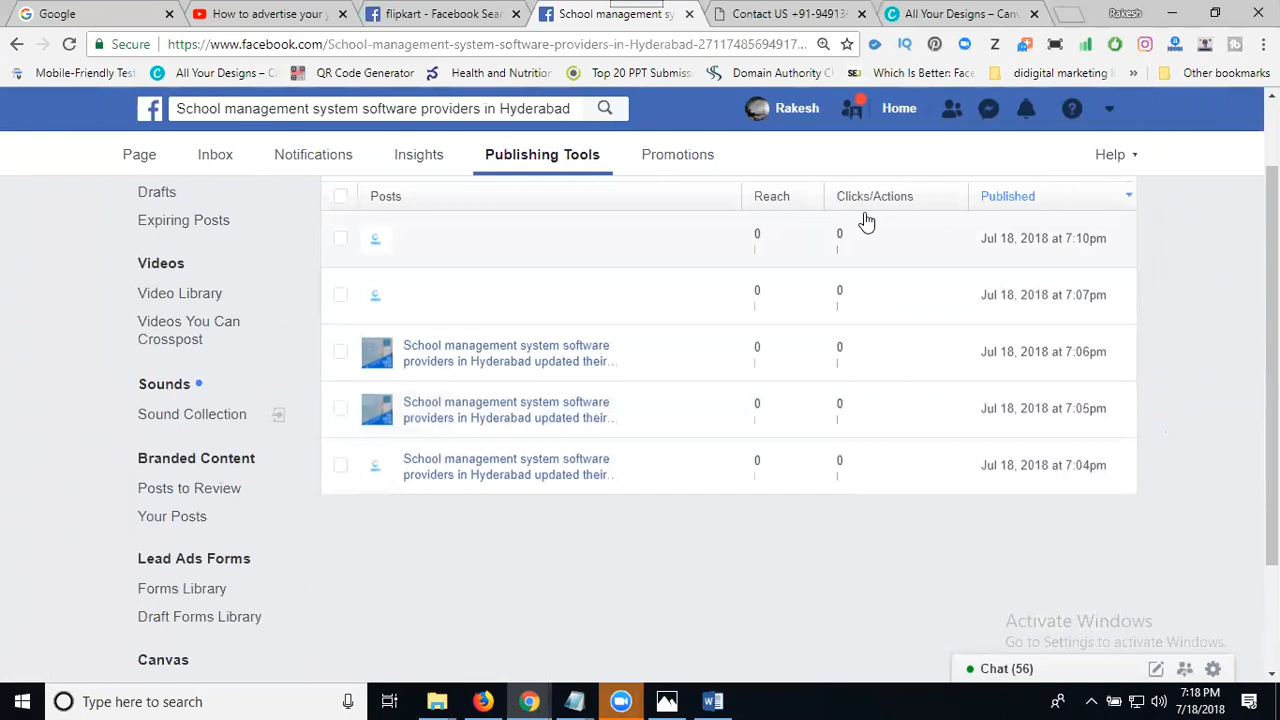 Google
How to advertise your
flipkart - Facebook Sear
School management sy
Contact US +91-94913
All Your Designs – Canv
Rakesh
Secure
https://www.facebook.com/School-management-system-software-providers-in-Hyderabad-27117485694917...
Mobile-Friendly Test
All Your Designs – Ca
QR Code Generator
Health and Nutrition
Top 20 PPT Submiss
Domain Authority C
Which Is Better: Face
didigital marketing l
»
Other bookmarks
School management system software providers in Hyderabad
Rakesh
Home
Page
Inbox
Notifications
Insights
Publishing Tools
Promotions
Help
Drafts
Expiring Posts
Videos
Video Library
Videos You Can
Crosspost
Sounds
Sound Collection
Branded Content
Posts to Review
Your Posts
Lead Ads Forms
Forms Library
Draft Forms Library
Canvas
Posts Reach Clicks/Actions Published
0 0 Jul 18, 2018 at 7:10pm
0 0 Jul 18, 2018 at 7:07pm
School management system software
providers in Hyderabad updated their...
0 0 Jul 18, 2018 at 7:06pm
School management system software
providers in Hyderabad updated their...
0 0 Jul 18, 2018 at 7:05pm
School management system software
providers in Hyderabad updated their...
0 0 Jul 18, 2018 at 7:04pm
Activate Windows
Go to Settings to activate Windows.
Chat (56)
Type here to search
7:18 PM
7/18/2018